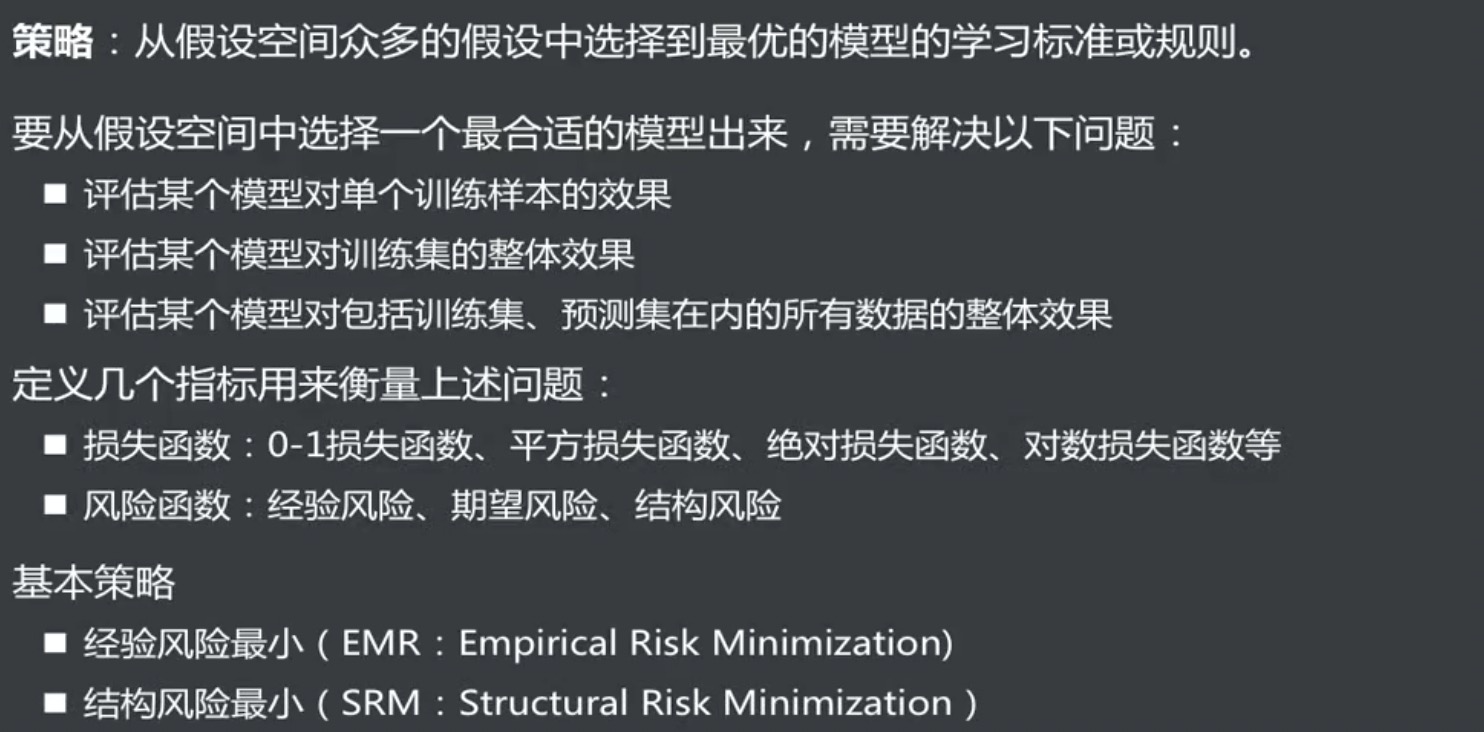 策略：从假设空间众多的假设中选择到最优的模型的学习标准或规则。
要从假设空间中选择一个最合适的模型出来，需要解决以下问题：
■ 评估某个模型对单个训练样本的效果
■ 评估某个模型对训练集的整体效果
■ 评估某个模型对包括训练集、预测集在内的所有数据的整体效果
定义几个指标用来衡量上述问题：
■ 损失函数：0-1损失函数、平方损失函数、绝对损失函数、对数损失函数等
■ 风险函数：经验风险、期望风险、结构风险
基本策略
■ 经验风险最小（EMR：Empirical Risk Minimization)
■ 结构风险最小（SRM：Structural Risk Minimization）